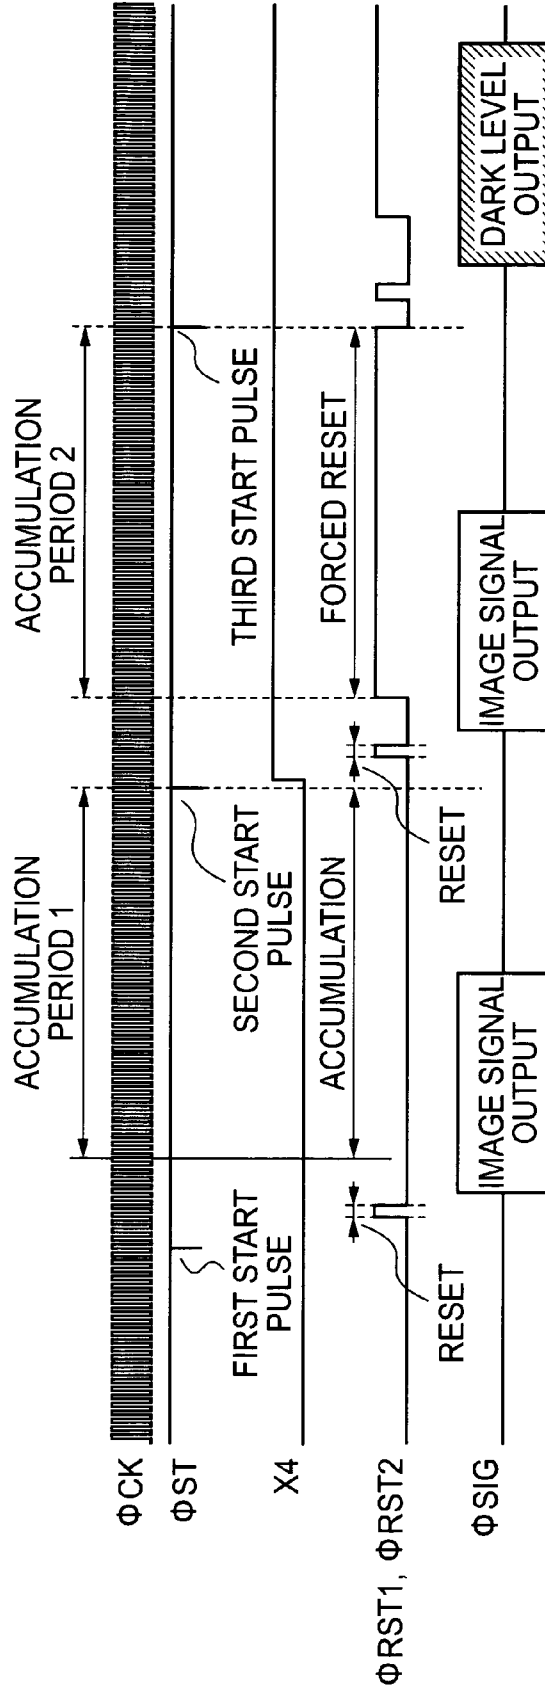 ACCUMULATION
PERIOD 1
ACCUMULATION
PERIOD 2
ΦCK
ΦST
FIRST START
PULSE
SECOND START
PULSE
THIRD START PULSE
X4
ACCUMULATION
FORCED RESET
ΦRST1, ΦRST2
RESET
RESET
ΦSIG
IMAGE SIGNAL
OUTPUT
IMAGE SIGNAL
OUTPUT
DARK LEVEL
OUTPUT